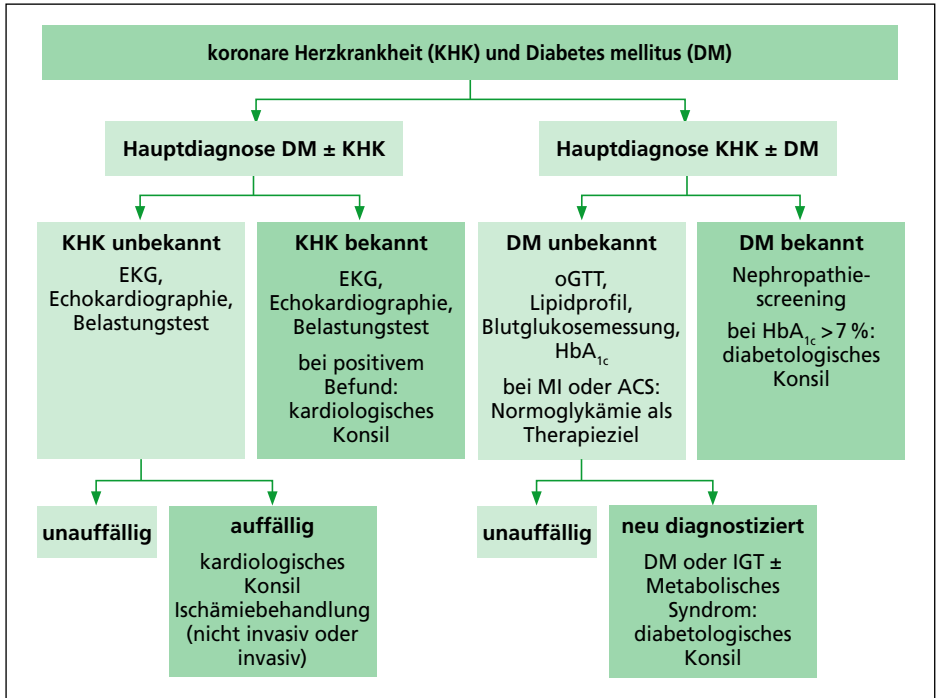 koronare Herzkrankheit (KHK) und Diabetes mellitus (DM)
Hauptdiagnose DM ± KHK
Hauptdiagnose KHK ± DM
KHK unbekannt
EKG,
Echokardiographie,
Belastungstest
KHK bekannt
EKG,
Echokardiographie,
Belastungstest
bei positivem
Befund:
kardiologisches
Konsil
DM unbekannt
oGTT,
Lipidprofil,
Blutglukosemessung,
HbA1c
bei MI oder ACS:
Normoglykämie als
Therapieziel
DM bekannt
Nephropathie-
screening
bei HbA1c >7 %:
diabetologisches
Konsil
unauffällig
auffällig
kardiologisches
Konsil
Ischämiebehandlung
(nicht invasiv oder
invasiv)
unauffällig
neu diagnostiziert
DM oder IGT ±
Metabolisches
Syndrom:
diabetologisches
Konsil